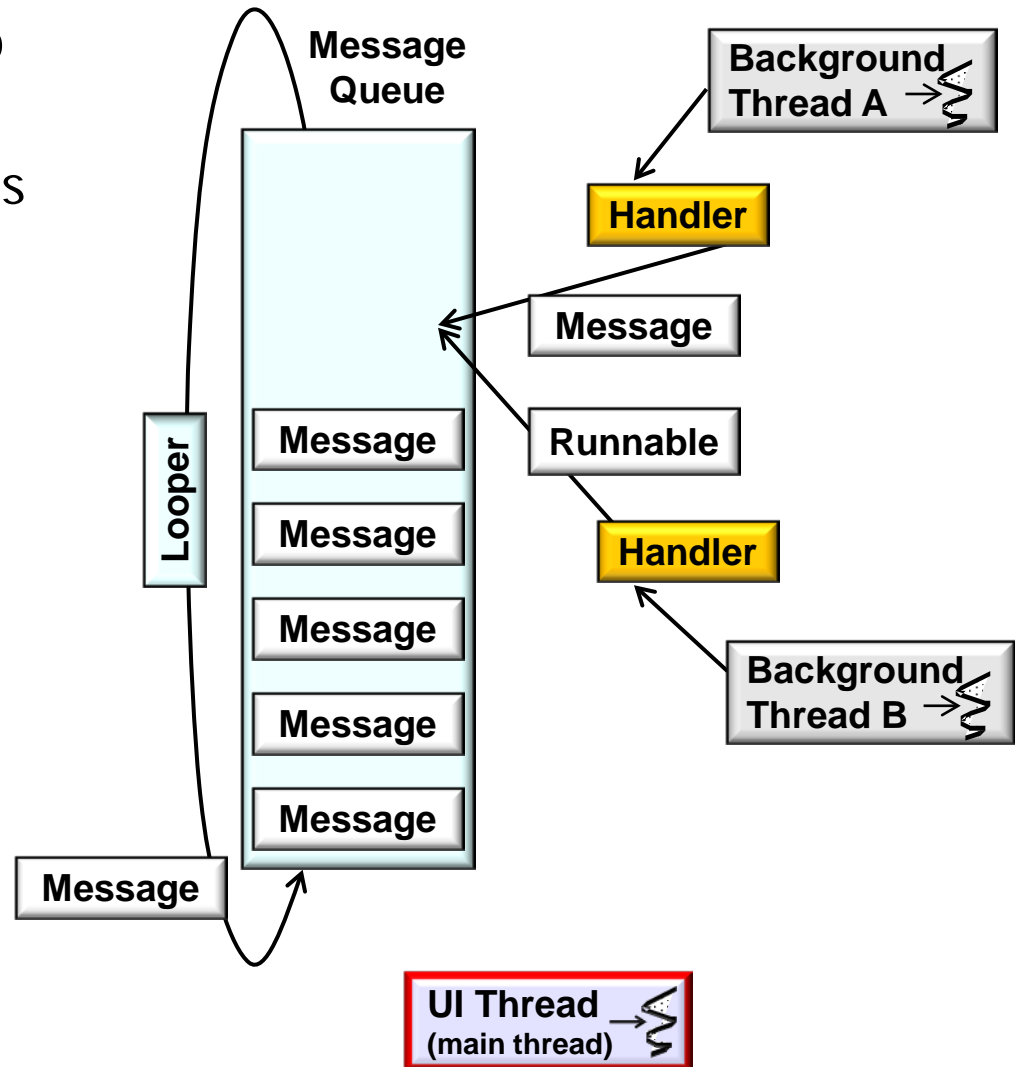 s
Message
Queue
Background
Thread A
Handler
Message
Message
Runnable
Looper
Message
Handler
Message
Background
Thread B
Message
Message
Message
UI Thread
(main thread)